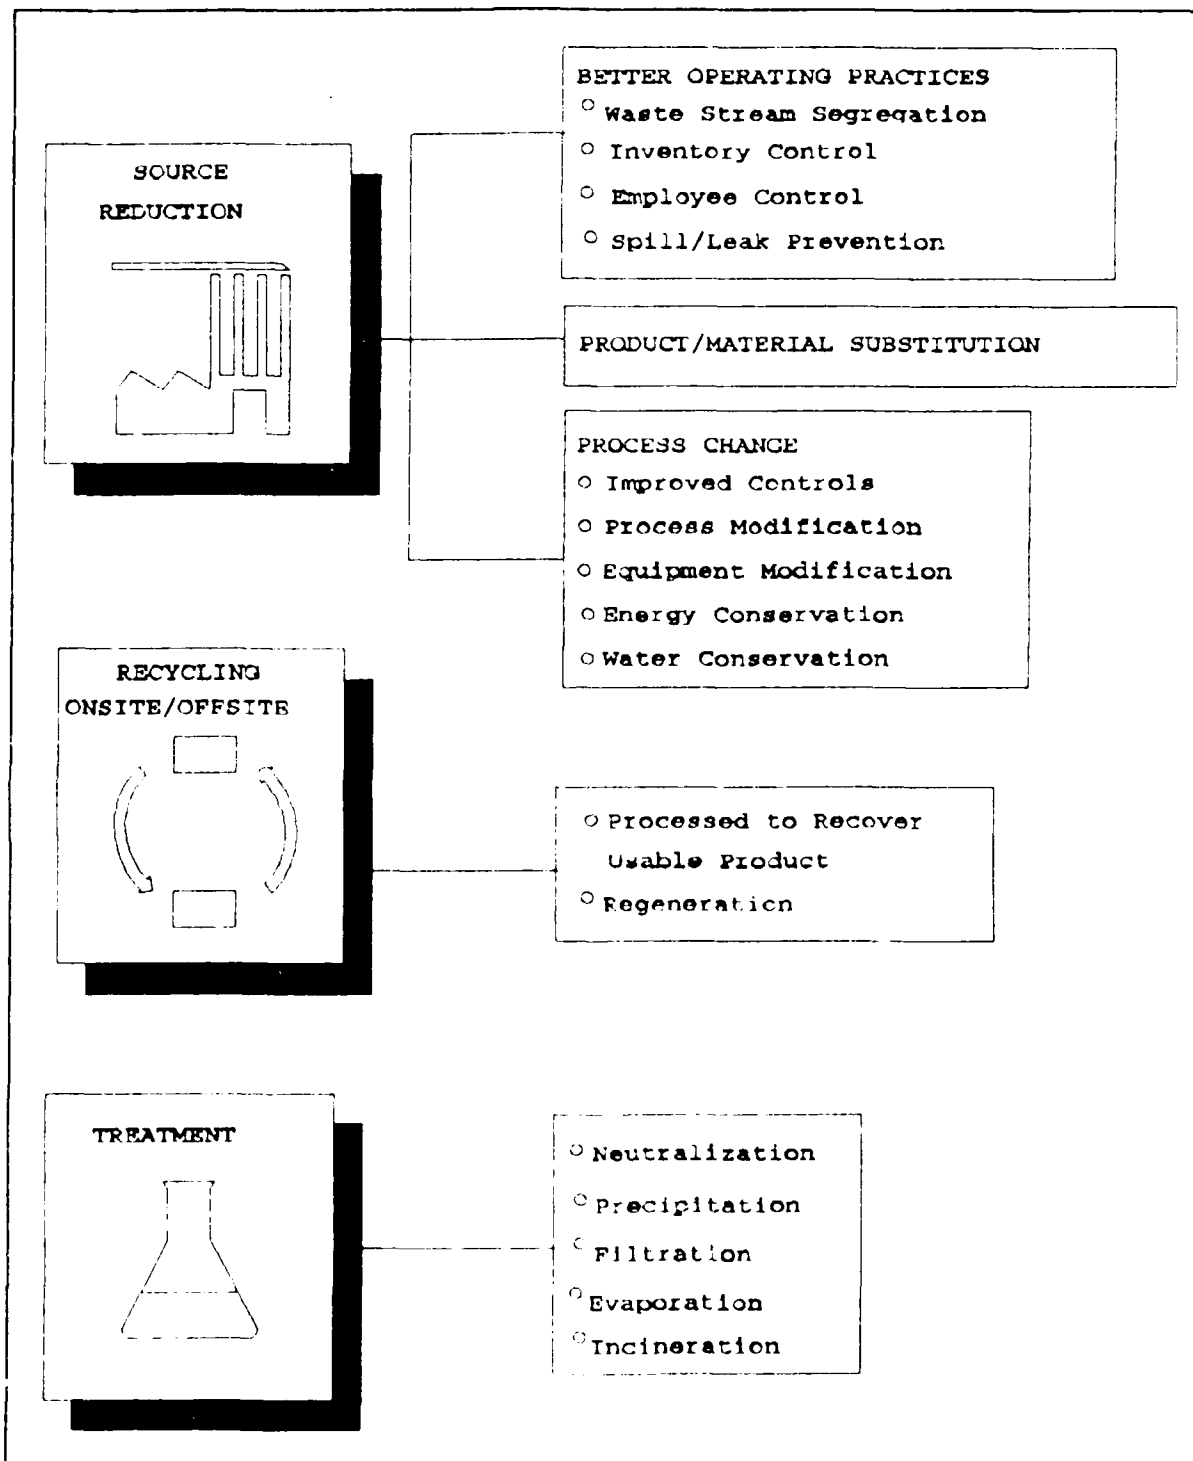 SOURCE
REDUCTION
BETTER OPERATING PRACTICES
Waste Stream Segregation
Inventory Control
Employee Control
Spill/Leak Prevention
PRODUCT/MATERIAL SUBSTITUTION
PROCESS CHANGE
Improved Controls
Process Modification
Equipment Modification
Energy Conservation
Water Conservation
RECYCLING
ONSITE/OFFSITE
Processed to Recover
Usable Product
Regeneration
TREATMENT
Neutralization
Precipitation
Filtration
Evaporation
Incineration